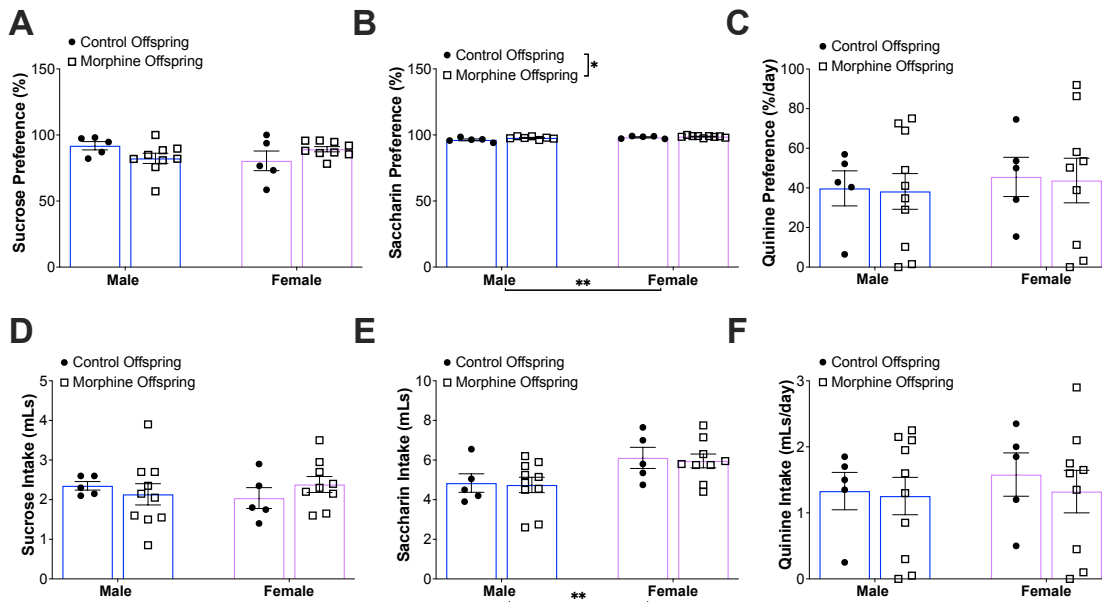 A
Control Offspring
Morphine Offspring
Sucrose Preference (%)
150
100
50
0
Male
Female
B
Control Offspring
Morphine Offspring
*
Saccharin Preference (%)
150
100
50
0
Male
Female
**
C
Control Offspring
Morphine Offspring
Quinine Preference (%/day)
100
80
60
40
20
0
Male
Female
D
Control Offspring
Morphine Offspring
Sucrose Intake (mLs)
5
4
3
2
1
0
Male
Female
E
Control Offspring
Morphine Offspring
Saccharin Intake (mLs)
10
8
6
4
2
0
Male
Female
**
F
Control Offspring
Morphine Offspring
Quinine Intake (mLs/day)
3
2
1
0
Male
Female